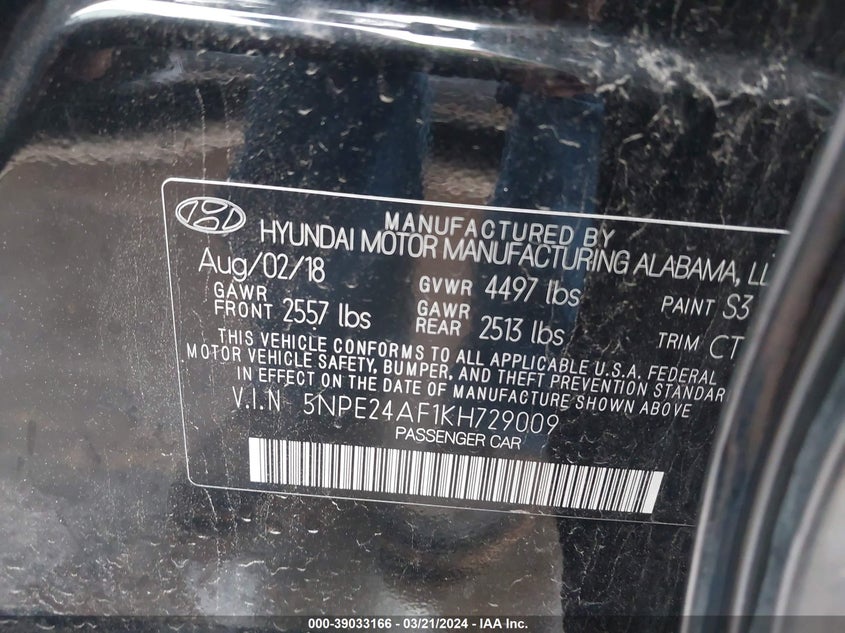 MANUFACTURED BY
HYUNDAI MOTOR MANUFACTURING ALABAMA, LL
Aug/02/18 GVWR 4497 lbs PAINT S3
GAWR FRONT 2557 lbs GAWR REAR 2513 lbs TRIM CT
THIS VEHICLE CONFORMS TO ALL APPLICABLE U.S.A. FEDERAL
MOTOR VEHICLE SAFETY, BUMPER, AND THEFT PREVENTION STANDAR
IN EFFECT ON THE DATE OF MANUFACTURE SHOWN ABOVE
V.I.N 5NPE24AF1KH729009
PASSENGER CAR
000-39033166 - 03/21/2024 - IAA Inc.